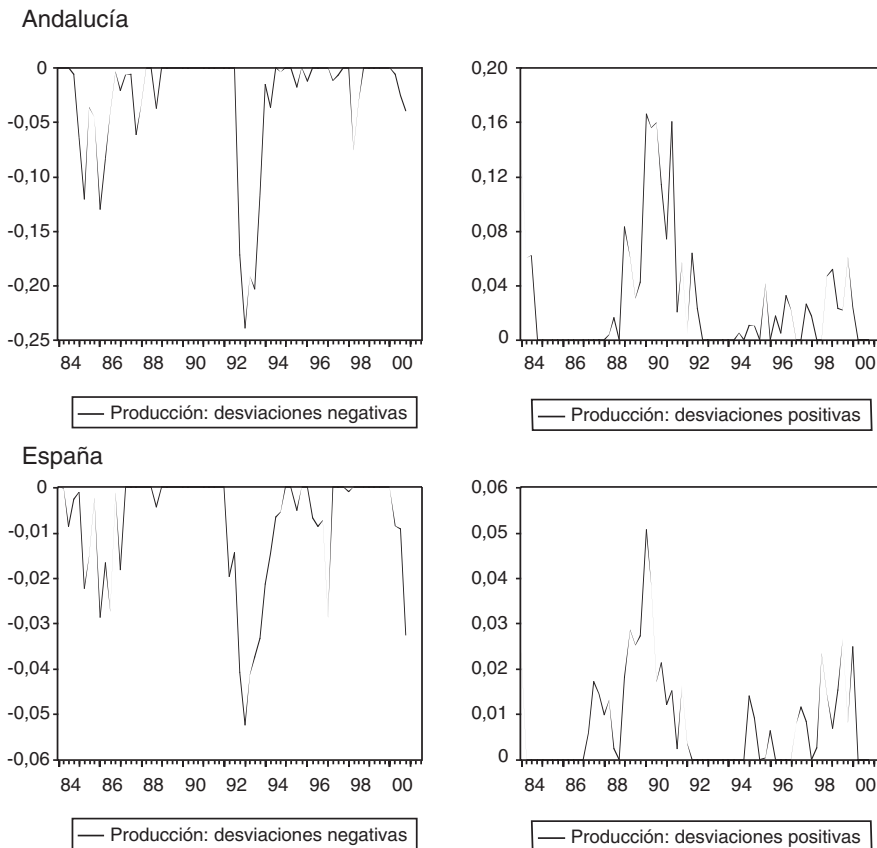 Andalucía
0
-0,05
-0,10
-0,15
-0,20
-0,25
84 86 88 90 92 94 96 98 00
Producción: desviaciones negativas
0,20
0,16
0,12
0,08
0,04
0
84 86 88 90 92 94 96 98 00
Producción: desviaciones positivas
España
0
-0,01
-0,02
-0,03
-0,04
-0,05
-0,06
84 86 88 90 92 94 96 98 00
Producción: desviaciones negativas
0,06
0,05
0,04
0,03
0,02
0,01
0
84 86 88 90 92 94 96 98 00
Producción: desviaciones positivas